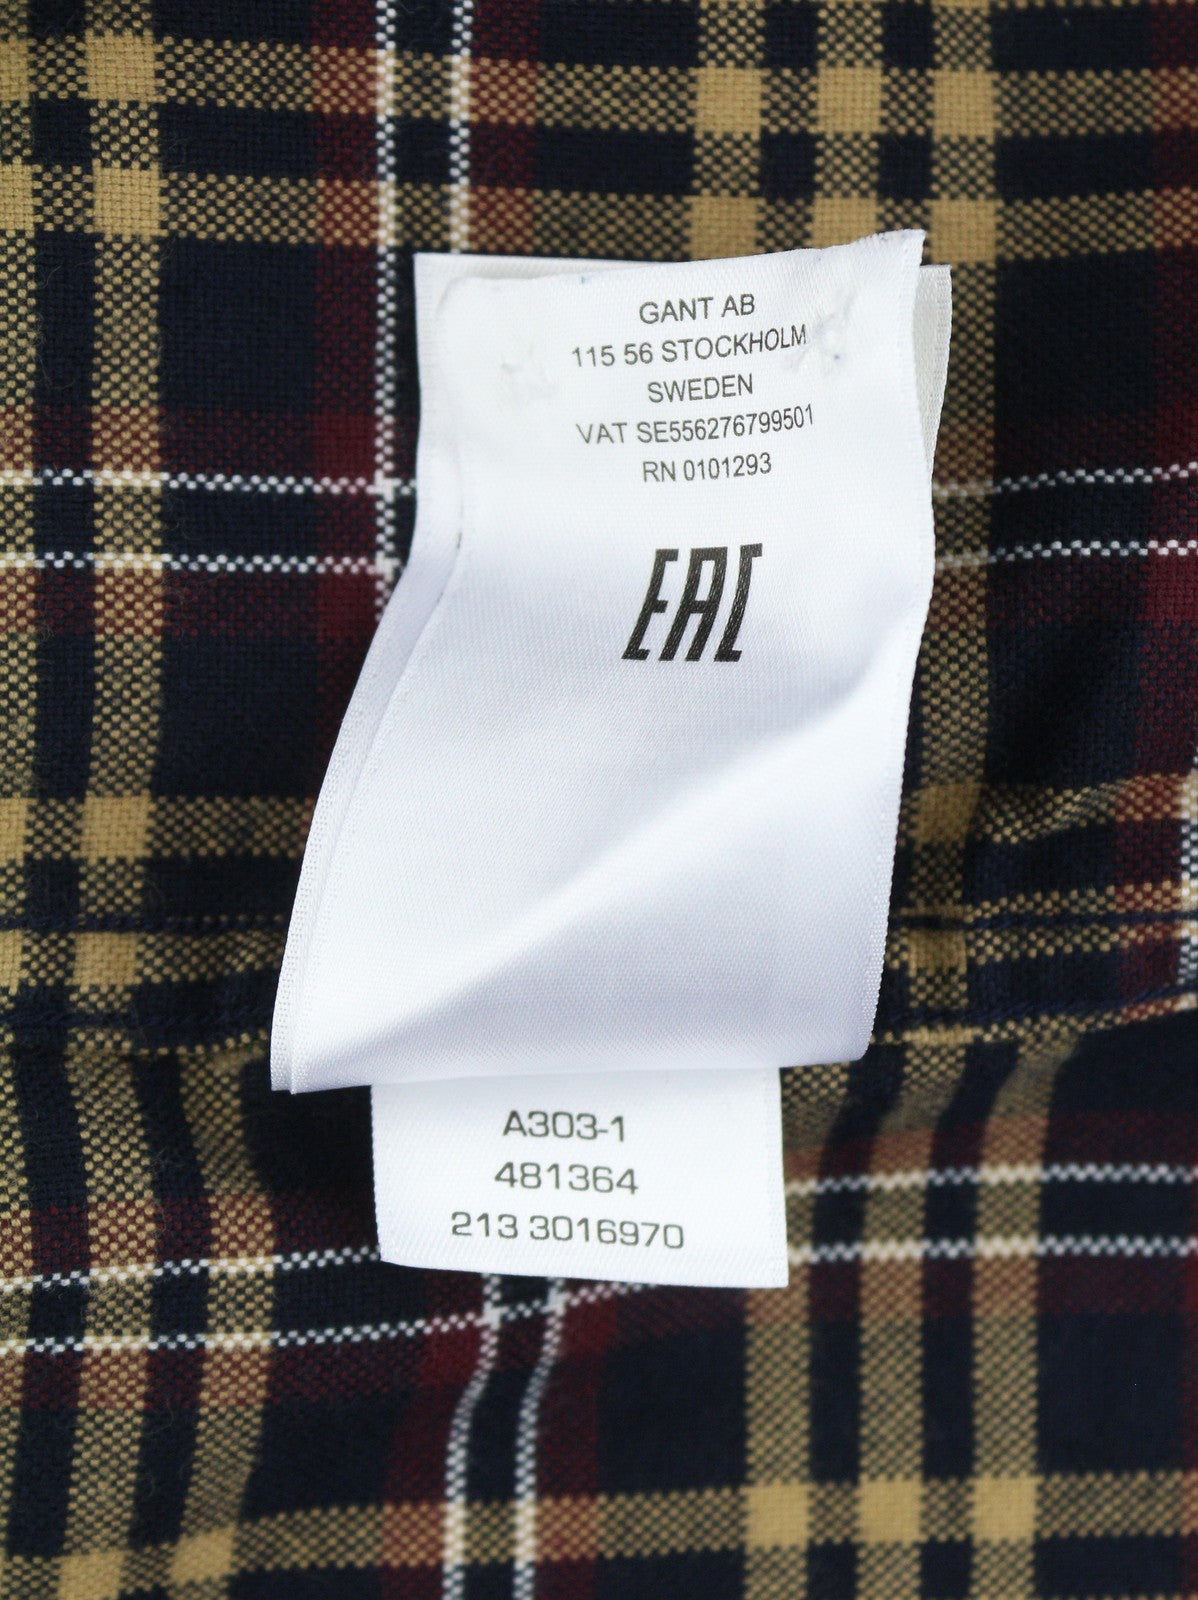 GANT AB
115 56 STOCKHOLM
SWEDEN
VAT SE556276799501
RN 0101293
EAC
A303-1
481364
213 3016970